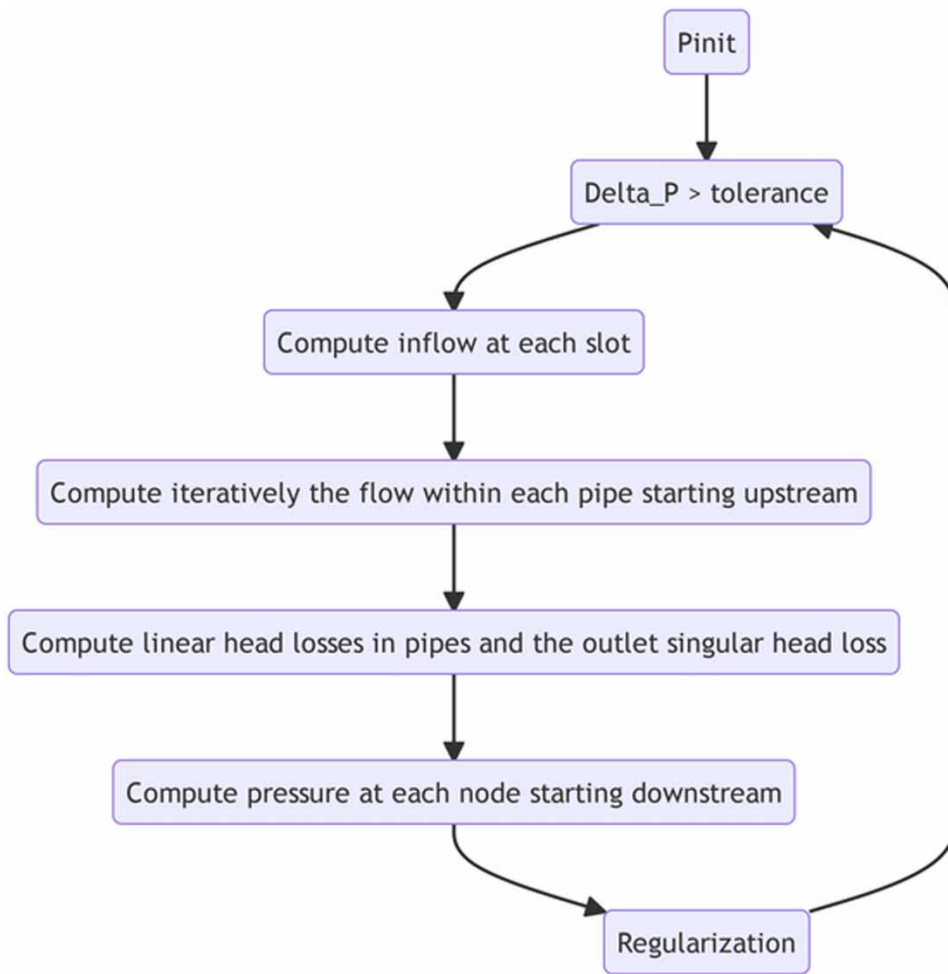 Pinit
Delta_P > tolerance
Compute inflow at each slot
Compute iteratively the flow within each pipe starting upstream
Compute linear head losses in pipes and the outlet singular head loss
Compute pressure at each node starting downstream
Regularization